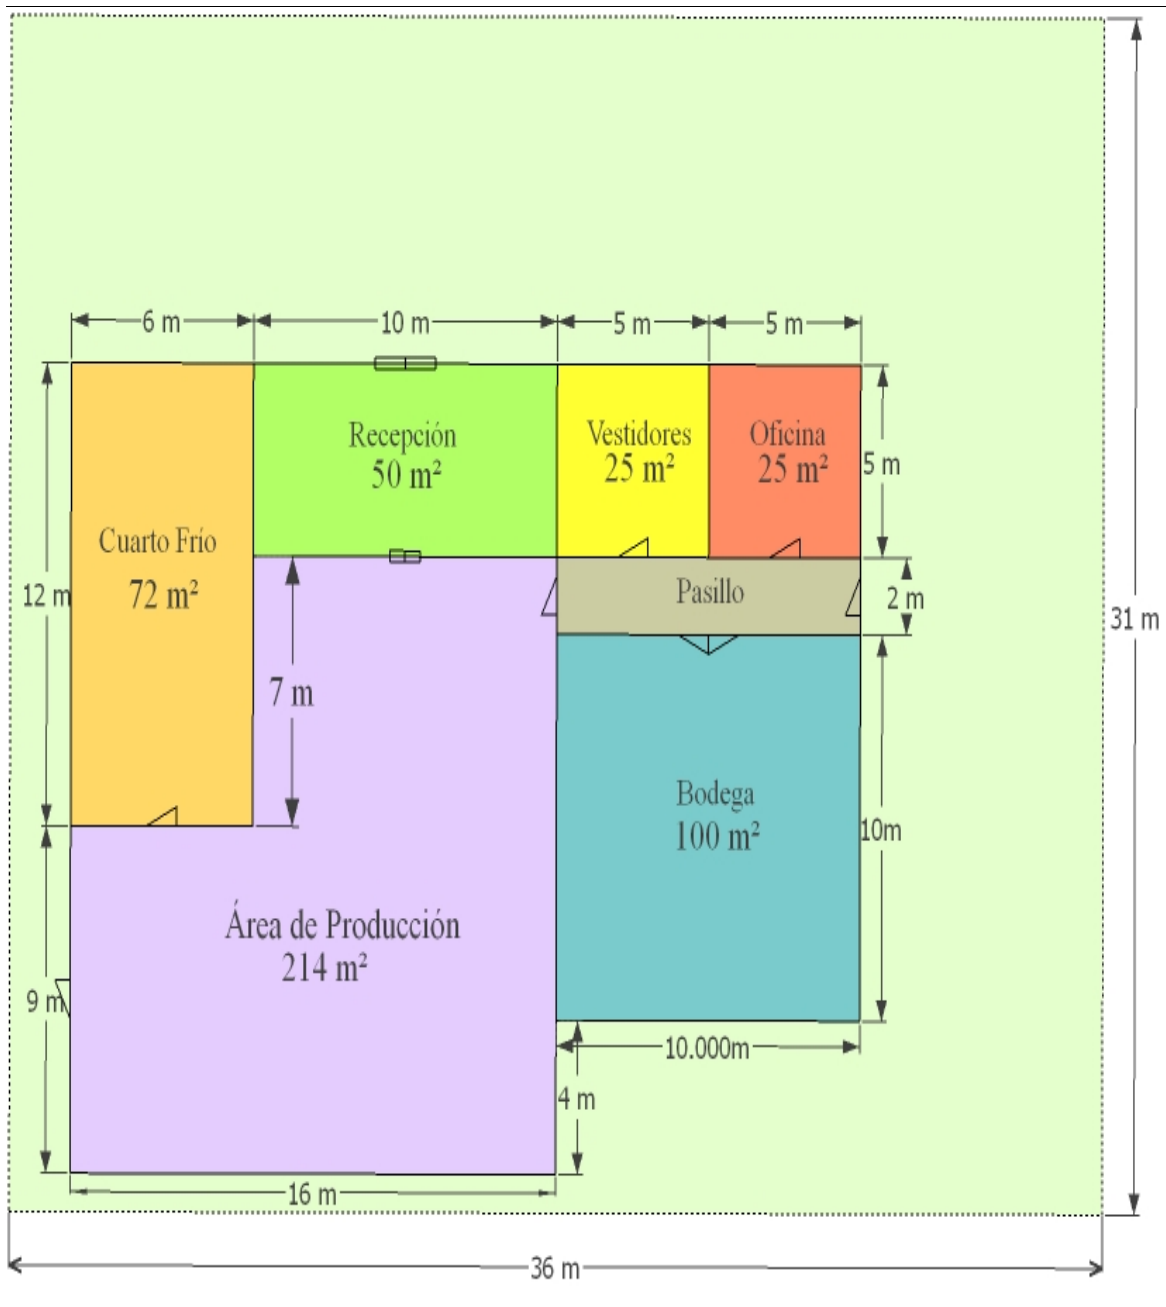 6 m
10 m
5 m
5 m
Recepción
50 m²
Vestidores
25 m²
Oficina
25 m²
5 m
Cuarto Frío
72 m²
12 m
Pasillo
2 m
31 m
7 m
Bodega
100 m²
10m
Área de Producción
214 m²
9 m
10.000m
4 m
16 m
36 m